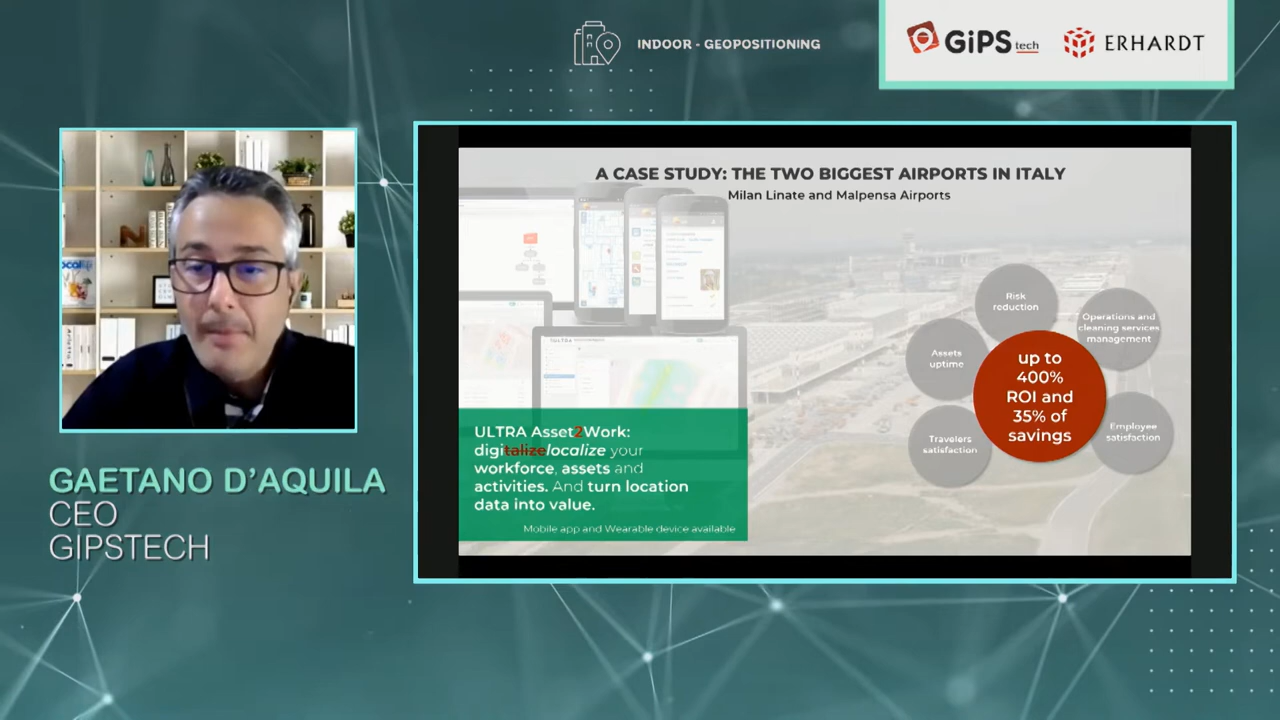 INDOOR - GEOPOSITIONING
GiPStech
ERHARDT
A CASE STUDY: THE TWO BIGGEST AIRPORTS IN ITALY
Milan Linate and Malpensa Airports
ULTRA
Risk
reduction
Operations and
cleaning services
management
Assets
uptime
up to
400%
ROI and
35% of
savings
Travelers
satisfaction
Employee
satisfaction
ULTRA Asset2Work:
digitalizelocalize your
workforce, assets and
activities. And turn location
data into value.
Mobile app and Wearable device available
GAETANO D'AQUILA
CEO
GIPSTECH